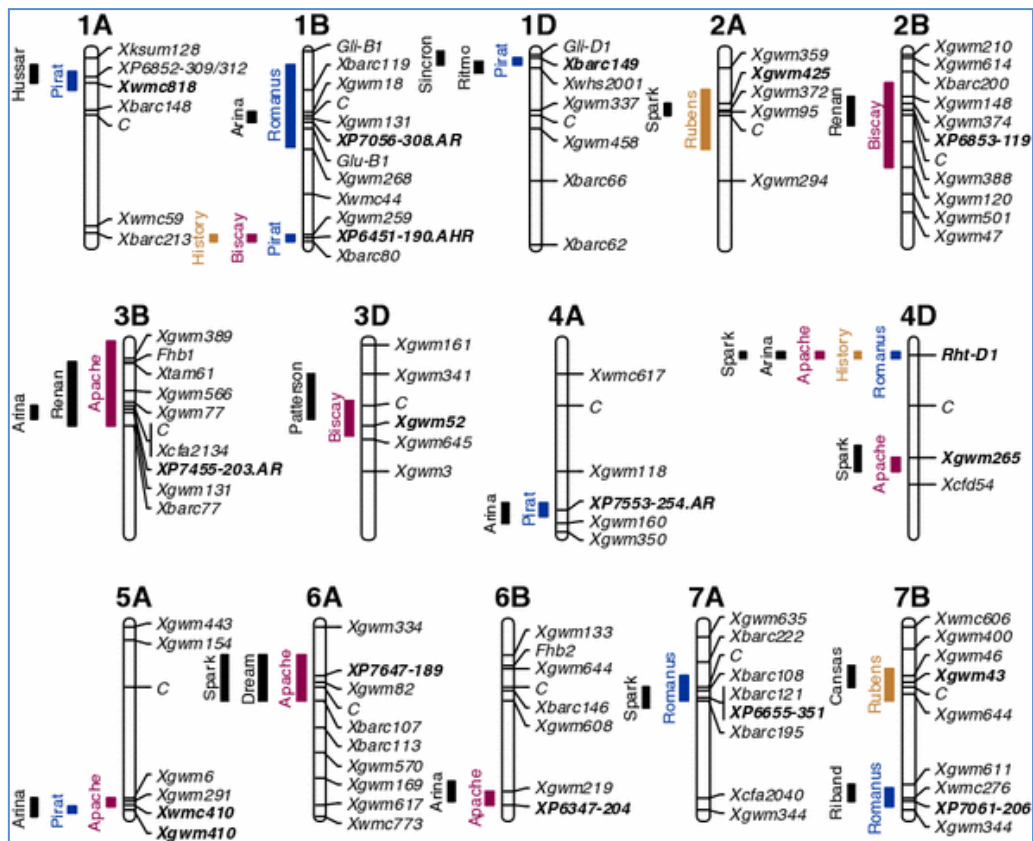 1A
Hussar
Pirat
Xksum128
XP6852-309/312
Xwmc818
Xbarc148
C
Xwmc59
Xbarc213
1B
Arina
Romanus
History
Biscay
Pirat
Gli-B1
Xbarc119
Xgwm18
C
Xgwm131
XP7056-308.AR
Glu-B1
Xgwm268
Xwmc44
Xgwm259
XP6451-190.AHR
Xbarc80
1D
Sincron
Ritmo
Pirat
Gli-D1
Xbarc149
Xwhs2001
Xgwm337
C
Xgwm458
Xbarc66
Xbarc62
2A
Spark
Rubens
Xgwm359
Xgwm425
Xgwm372
Xgwm95
C
Xgwm294
2B
Renan
Biscay
Xgwm210
Xgwm614
Xbarc200
Xgwm148
Xgwm374
XP6853-119
C
Xgwm388
Xgwm120
Xgwm501
Xgwm47
3B
Arina
Renan
Apache
Xgwm389
Fhb1
Xtam61
Xgwm566
Xgwm77
C
Xcfa2134
XP7455-203.AR
Xgwm131
Xbarc77
3D
Patterson
Biscay
Xgwm161
Xgwm341
C
Xgwm52
Xgwm645
Xgwm3
4A
Arina
Pirat
Xwmc617
C
Xgwm118
XP7553-254.AR
Xgwm160
Xgwm350
4D
Spark
Arina
Apache
History
Romanus
Spark
Apache
Rht-D1
C
Xgwm265
Xcfd54
5A
Arina
Pirat
Apache
Xgwm443
Xgwm154
C
Xgwm6
Xgwm291
Xwmc410
Xgwm410
6A
Spark
Dream
Apache
Xgwm334
XP7647-189
Xgwm82
C
Xbarc107
Xbarc113
Xgwm570
Xgwm169
Xgwm617
Xwmc773
6B
Arina
Apache
Xgwm133
Fhb2
Xgwm644
C
Xbarc146
Xgwm608
Xgwm219
XP6347-204
7A
Spark
Romanus
Xgwm635
Xbarc222
C
Xbarc108
Xbarc121
XP6655-351
Xbarc195
Xcfa2040
Xgwm344
7B
Cansas
Rubens
Riband
Romanus
Xwmc606
Xgwm400
Xgwm46
Xgwm43
C
Xgwm644
Xgwm611
Xwmc276
XP7061-206
Xgwm344